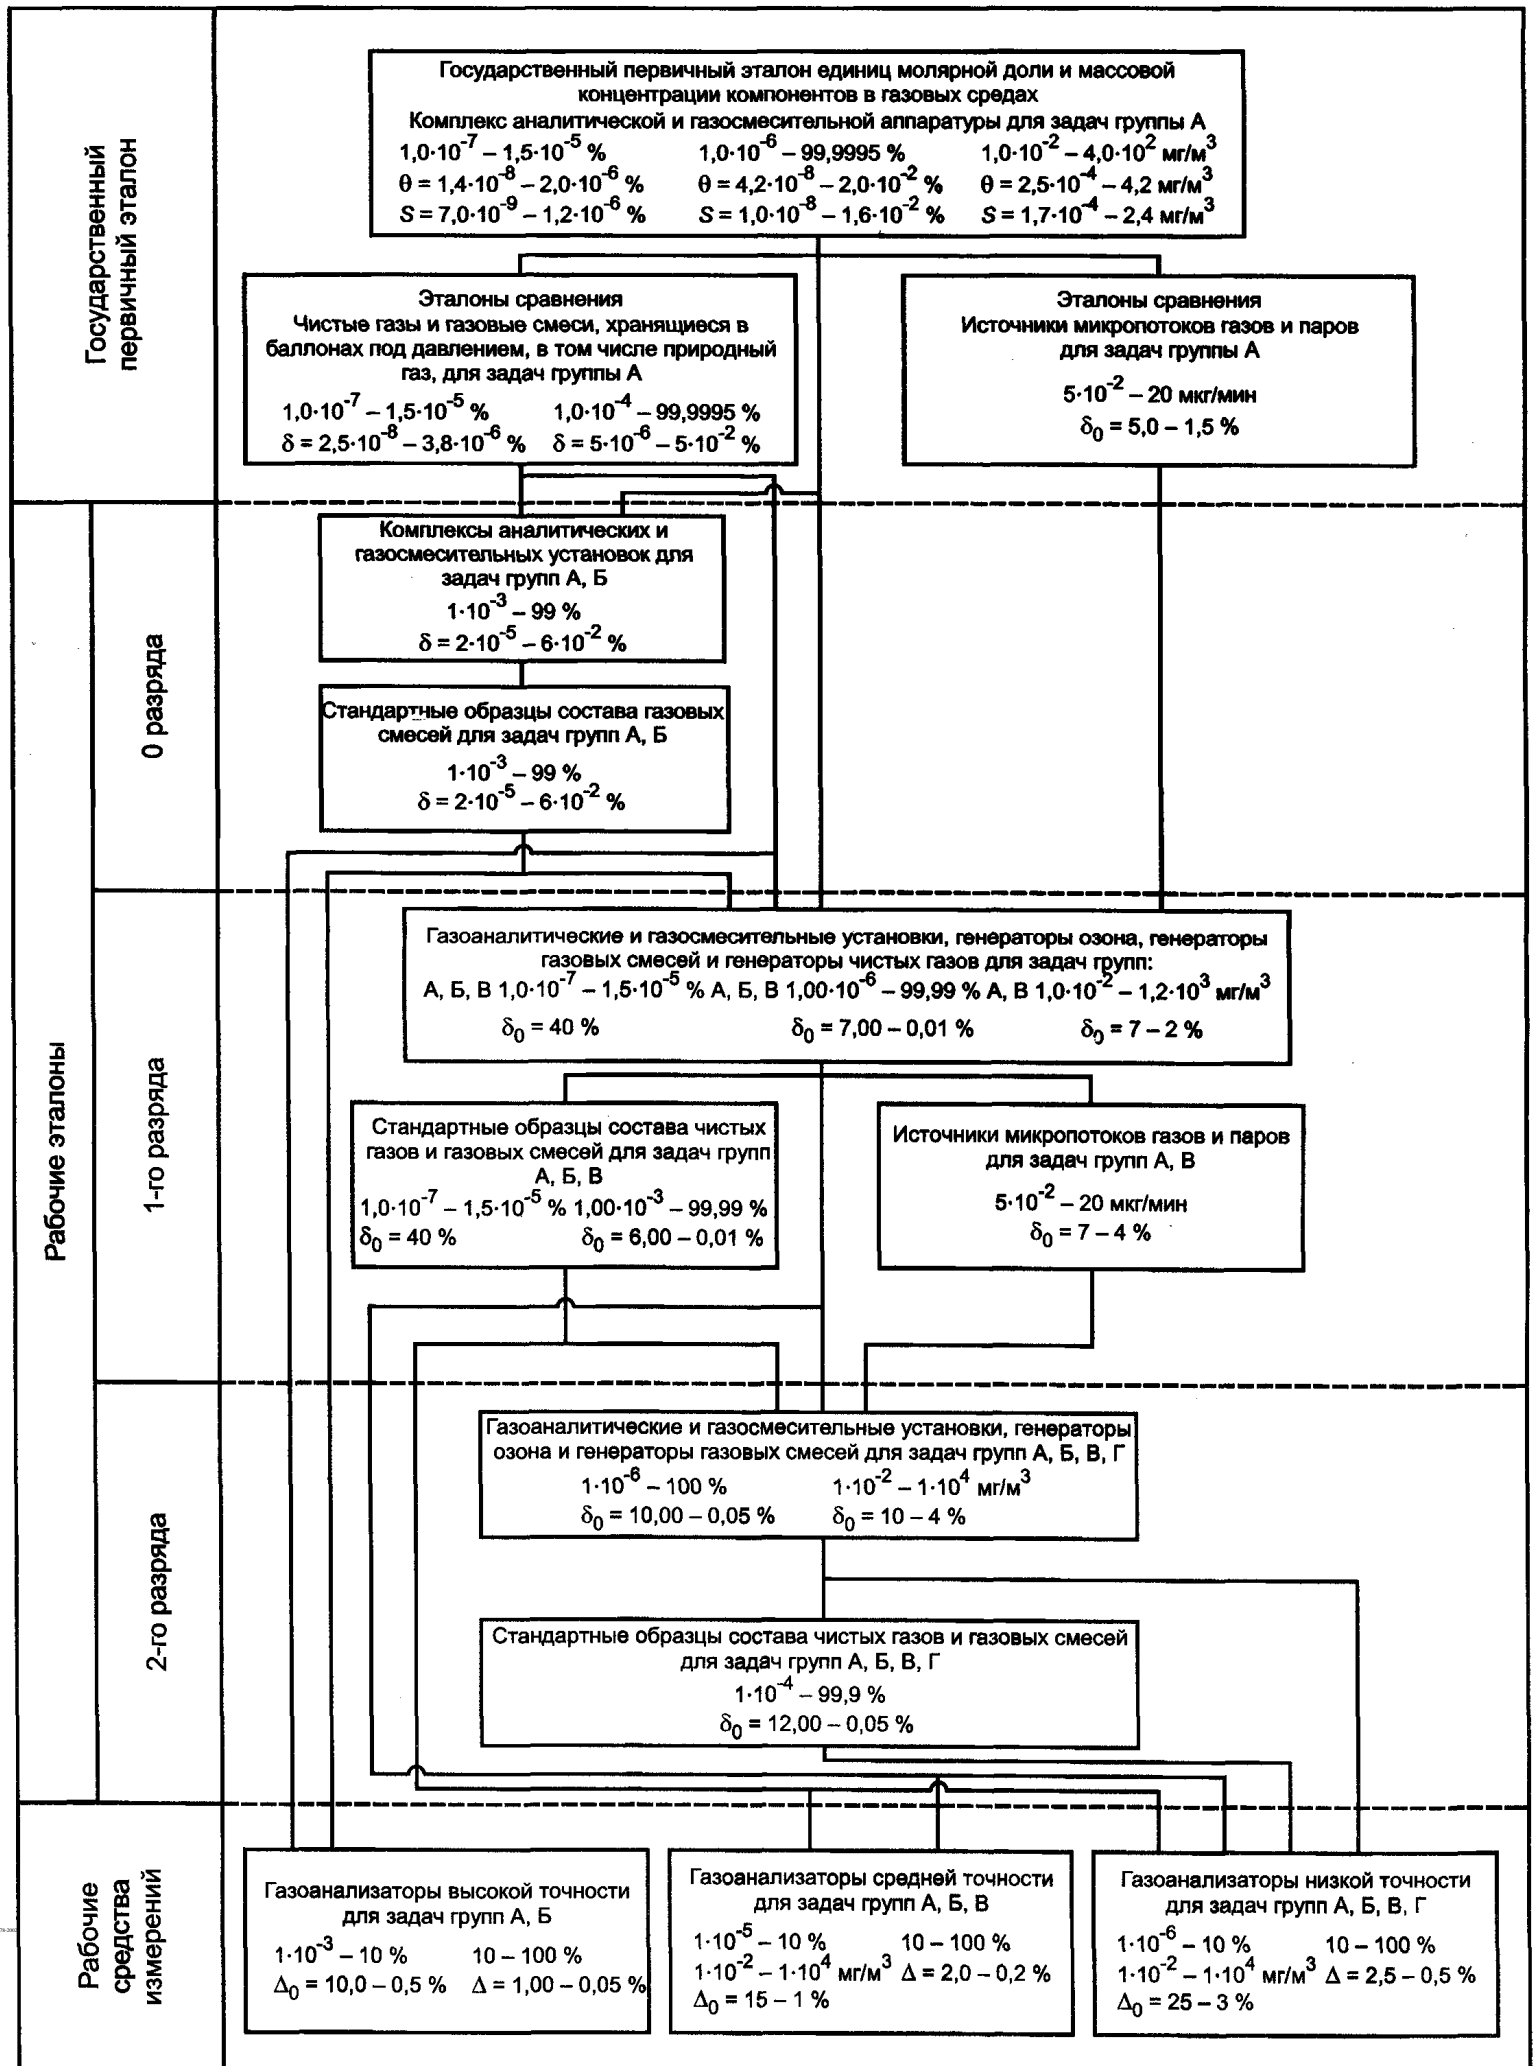 Государственный
первичный эталон
Государственный первичный эталон единиц молярной доли и массовой
концентрации компонентов в газовых средах
Комплекс аналитической и газосмесительной аппаратуры для задач группы А
1,0·10⁻⁷ – 1,5·10⁻⁵ % 1,0·10⁻⁶ – 99,9995 % 1,0·10⁻² – 4,0·10² мг/м³
θ = 1,4·10⁻⁸ – 2,0·10⁻⁶ % θ = 4,2·10⁻⁸ – 2,0·10⁻² % θ = 2,5·10⁻⁴ – 4,2 мг/м³
S = 7,0·10⁻⁹ – 1,2·10⁻⁶ % S = 1,0·10⁻⁸ – 1,6·10⁻² % S = 1,7·10⁻⁴ – 2,4 мг/м³
Эталоны сравнения
Чистые газы и газовые смеси, хранящиеся в
баллонах под давлением, в том числе природный
газ, для задач группы А
1,0·10⁻⁷ – 1,5·10⁻⁵ % 1,0·10⁻⁴ – 99,9995 %
δ = 2,5·10⁻⁸ – 3,8·10⁻⁶ % δ = 5·10⁻⁶ – 5·10⁻² %
Эталоны сравнения
Источники микропотоков газов и паров
для задач группы А
5·10⁻² – 20 мкг/мин
δ₀ = 5,0 – 1,5 %
Рабочие эталоны
0 разряда
Комплексы аналитических и
газосмесительных установок для
задач групп А, Б
1·10⁻³ – 99 %
δ = 2·10⁻⁵ – 6·10⁻² %
Стандартные образцы состава газовых
смесей для задач групп А, Б
1·10⁻³ – 99 %
δ = 2·10⁻⁵ – 6·10⁻² %
1-го разряда
Газоаналитические и газосмесительные установки, генераторы озона, генераторы
газовых смесей и генераторы чистых газов для задач групп:
А, Б, В 1,0·10⁻⁷ – 1,5·10⁻⁵ % А, Б, В 1,00·10⁻⁶ – 99,99 % А, В 1,0·10⁻² – 1,2·10³ мг/м³
δ₀ = 40 % δ₀ = 7,00 – 0,01 % δ₀ = 7 – 2 %
Стандартные образцы состава чистых
газов и газовых смесей для задач групп
А, Б, В
1,0·10⁻⁷ – 1,5·10⁻⁵ % 1,00·10⁻³ – 99,99 %
δ₀ = 40 % δ₀ = 6,00 – 0,01 %
Источники микропотоков газов и паров
для задач групп А, В
5·10⁻² – 20 мкг/мин
δ₀ = 7 – 4 %
2-го разряда
Газоаналитические и газосмесительные установки, генераторы
озона и генераторы газовых смесей для задач групп А, Б, В, Г
1·10⁻⁶ – 100 % 1·10⁻² – 1·10⁴ мг/м³
δ₀ = 10,00 – 0,05 % δ₀ = 10 – 4 %
Стандартные образцы состава чистых газов и газовых смесей
для задач групп А, Б, В, Г
1·10⁻⁴ – 99,9 %
δ₀ = 12,00 – 0,05 %
Рабочие
средства
измерений
Газоанализаторы высокой точности
для задач групп А, Б
1·10⁻³ – 10 % 10 – 100 %
Δ₀ = 10,0 – 0,5 % Δ = 1,00 – 0,05 %
Газоанализаторы средней точности
для задач групп А, Б, В
1·10⁻⁵ – 10 % 10 – 100 %
1·10⁻² – 1·10⁴ мг/м³ Δ = 2,0 – 0,2 %
Δ₀ = 15 – 1 %
Газоанализаторы низкой точности
для задач групп А, Б, В, Г
1·10⁻⁶ – 10 % 10 – 100 %
1·10⁻² – 1·10⁴ мг/м³ Δ = 2,5 – 0,5 %
Δ₀ = 25 – 3 %